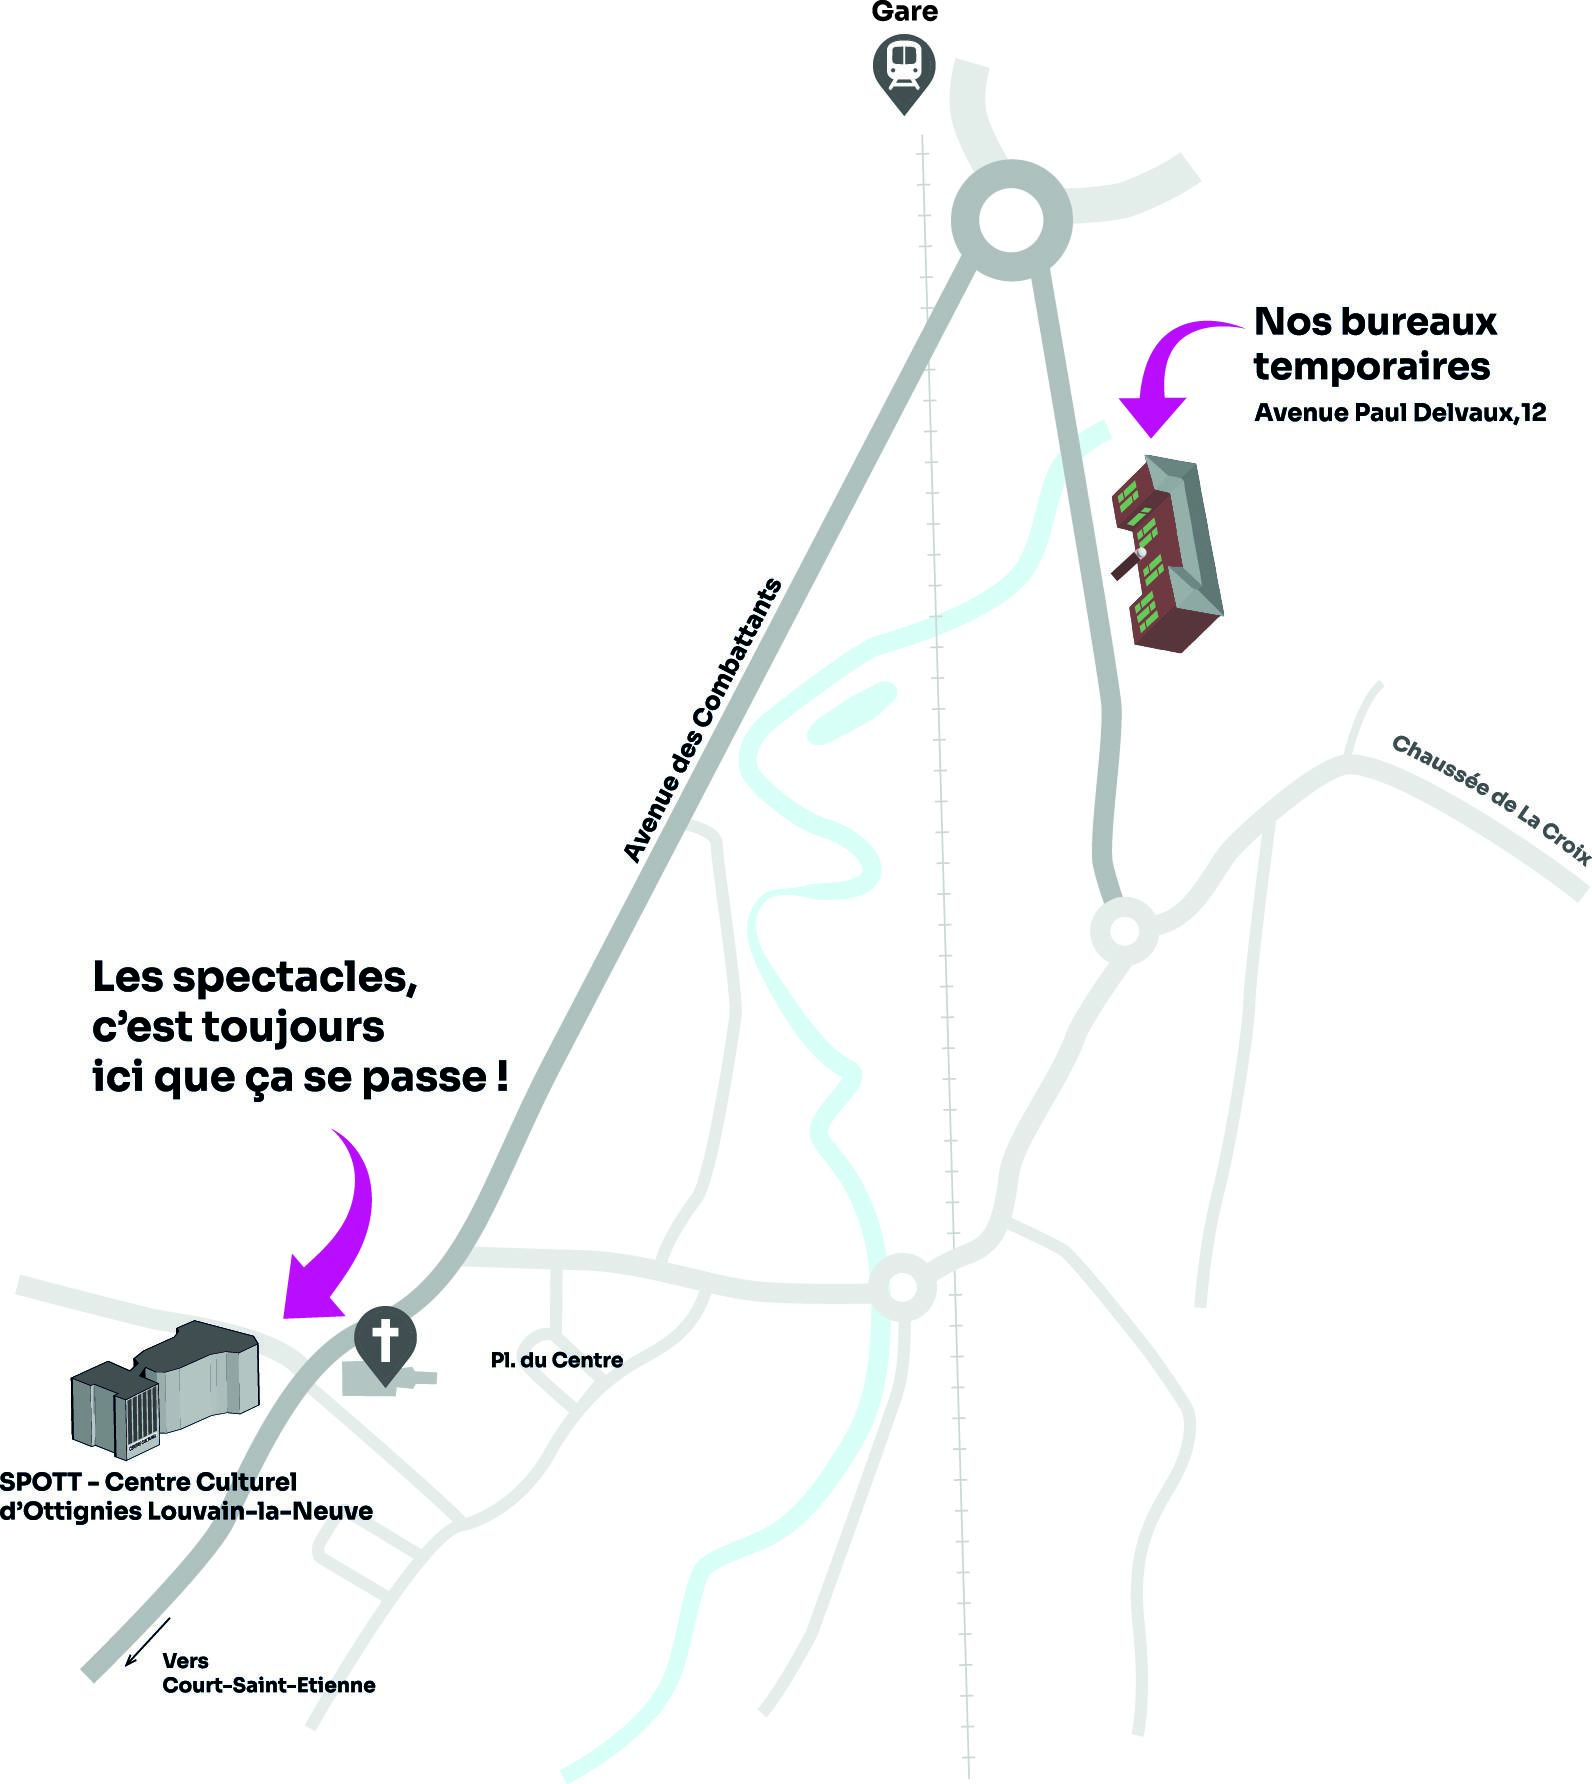 Gare
Nos bureaux
temporaires
Avenue Paul Delvaux,12
Avenue des Combattants
Chaussée de La Croix
Les spectacles,
c’est toujours
ici que ça se passe !
Pl. du Centre
CENTRE CULTUREL
SPOTT - Centre Culturel
d’Ottignies Louvain-la-Neuve
Vers
Court-Saint-Etienne